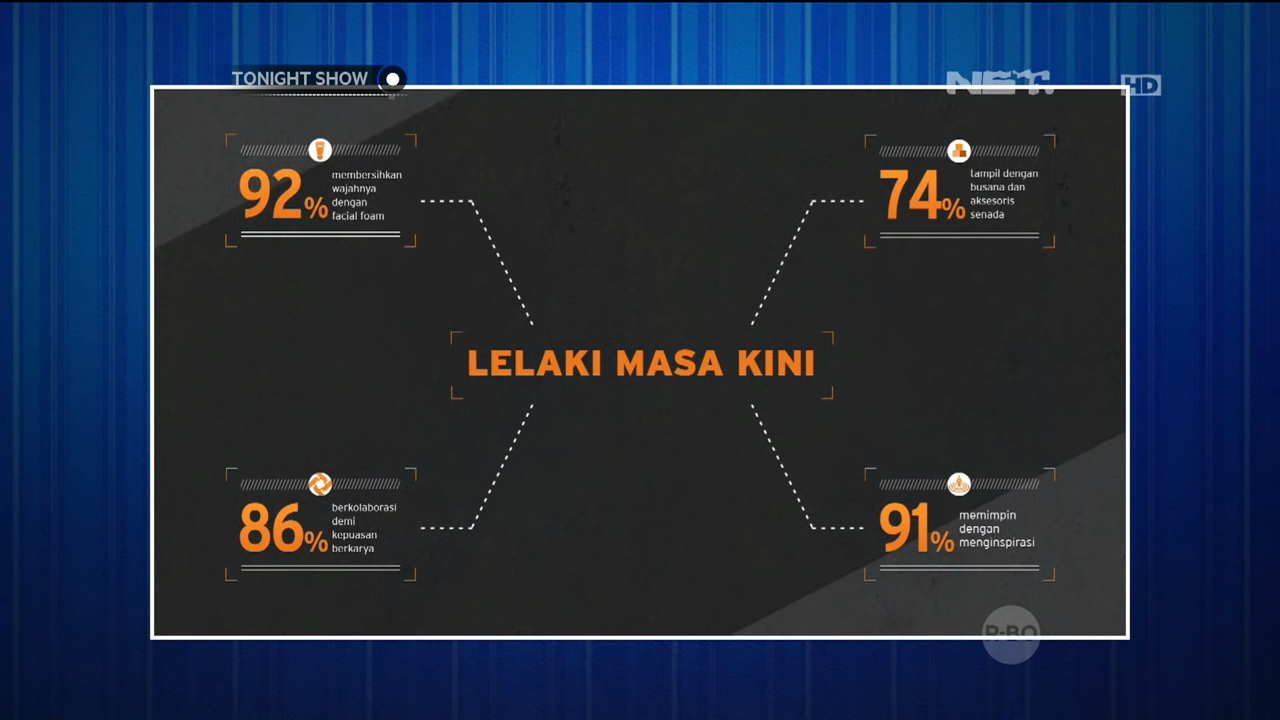 TONIGHT SHOW
NET.
HD
92%
membersihkan
wajahnya
dengan
facial foam
74%
tampil dengan
busana dan
aksesoris
senada
LELAKI MASA KINI
86%
berkolaborasi
demi
kepuasan
berkarya
91%
memimpin
dengan
menginspirasi
R-BO